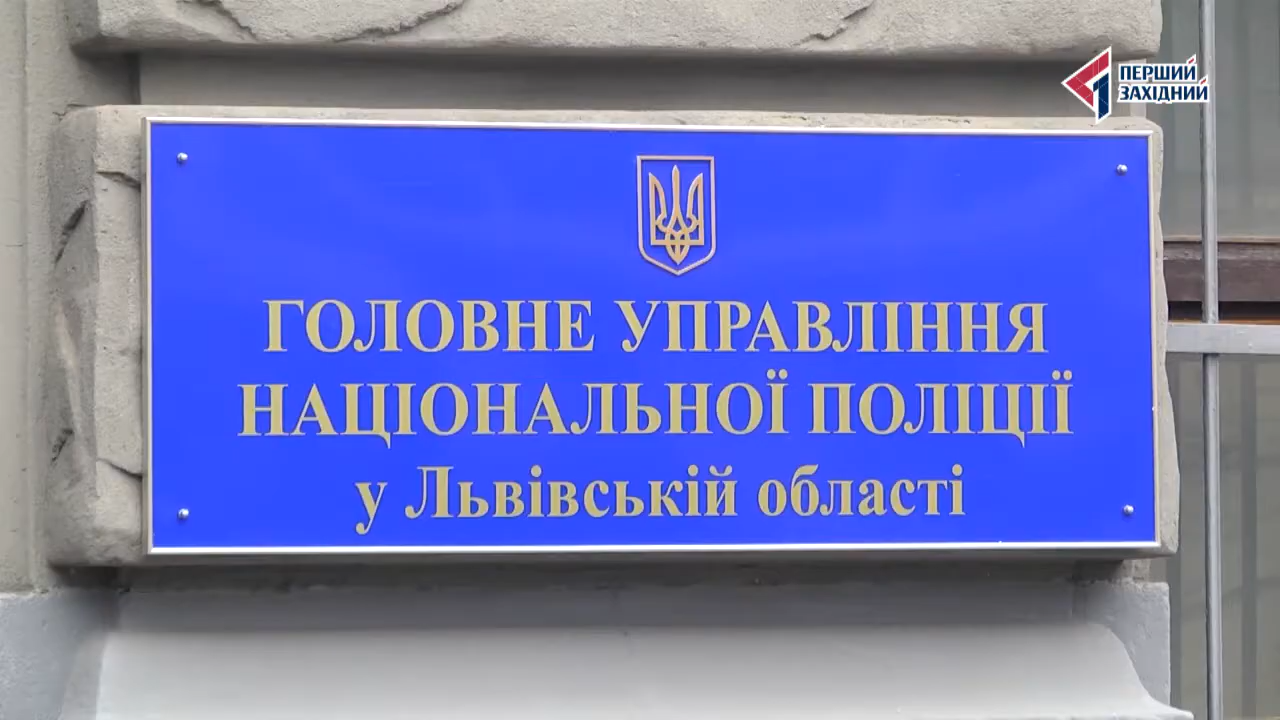 ПЕРШИЙ
ЗАХІДНИЙ
ГОЛОВНЕ УПРАВЛІННЯ
НАЦІОНАЛЬНОЇ ПОЛІЦІЇ
у Львівській області